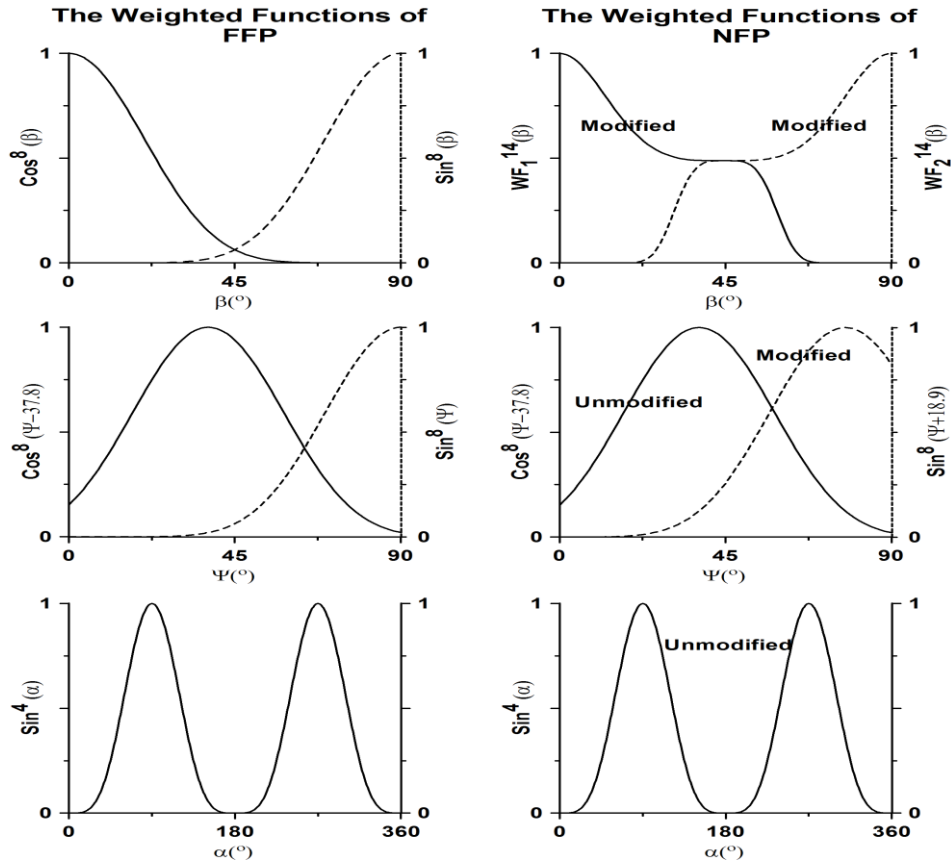 The Weighted Functions of
FFP
The Weighted Functions of
NFP
1
1
Cos⁸ (β)
Sin⁸ (β)
0
0
0
45
90
β(°)
1
1
WF₁¹⁴(β)
Modified
Modified
WF₂¹⁴(β)
0
0
0
45
90
β(°)
1
1
Cos⁸ (Ψ−37.8)
Sin⁸ (Ψ)
0
0
0
45
90
Ψ(°)
1
1
Cos⁸ (Ψ−37.8)
Unmodified
Modified
Sin⁸ (Ψ+18.9)
0
0
0
45
90
Ψ(°)
1
1
Sin⁴ (α)
0
0
0
180
360
α(°)
1
1
Sin⁴ (α)
Unmodified
0
0
0
180
360
α(°)